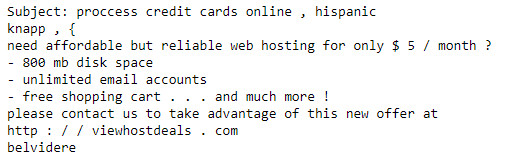 Subject: proccess credit cards online , hispanic
knapp , {
need affordable but reliable web hosting for only $ 5 / month ?
- 800 mb disk space
- unlimited email accounts
- free shopping cart . . . and much more !
please contact us to take advantage of this new offer at
http : / / viewhostdeals . com
belvidere